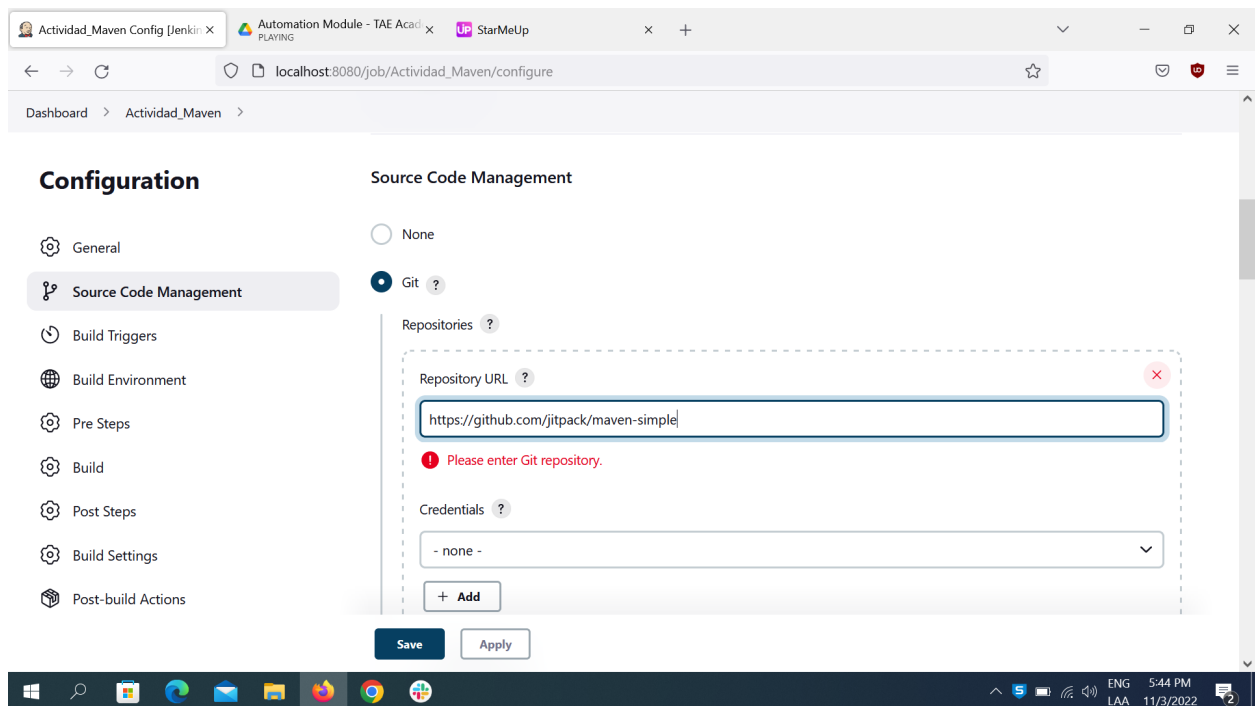 Actividad_Maven Config [Jenkin
Automation Module - TAE Acad
PLAYING
UP StarMeUp
localhost:8080/job/Actividad_Maven/configure
Dashboard > Actividad_Maven >
Configuration
General
Source Code Management
Build Triggers
Build Environment
Pre Steps
Build
Post Steps
Build Settings
Post-build Actions
Source Code Management
None
Git ?
Repositories ?
Repository URL ?
https://github.com/jitpack/maven-simple
! Please enter Git repository.
Credentials ?
- none -
+ Add
Save Apply
ENG 5:44 PM
LAA 11/3/2022
2